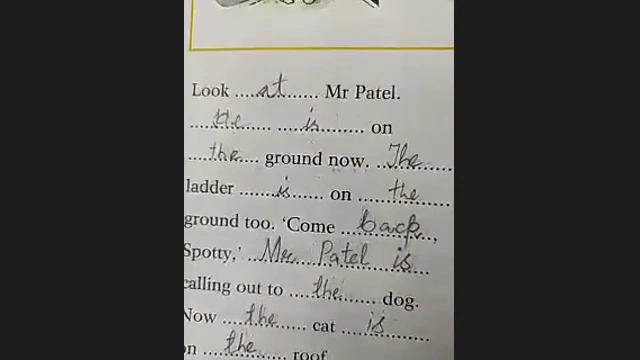 Look ....at...... Mr Patel.
....He.... ....is.... on
....the.... ground now. ..The....
ladder ....is.... on ....the....
ground too. ‘Come ..back..,
Spotty,’ ..Mr.. Patel is....
calling out to ....the.... dog.
Now ....the.... cat ....is....
on ....the.... roof